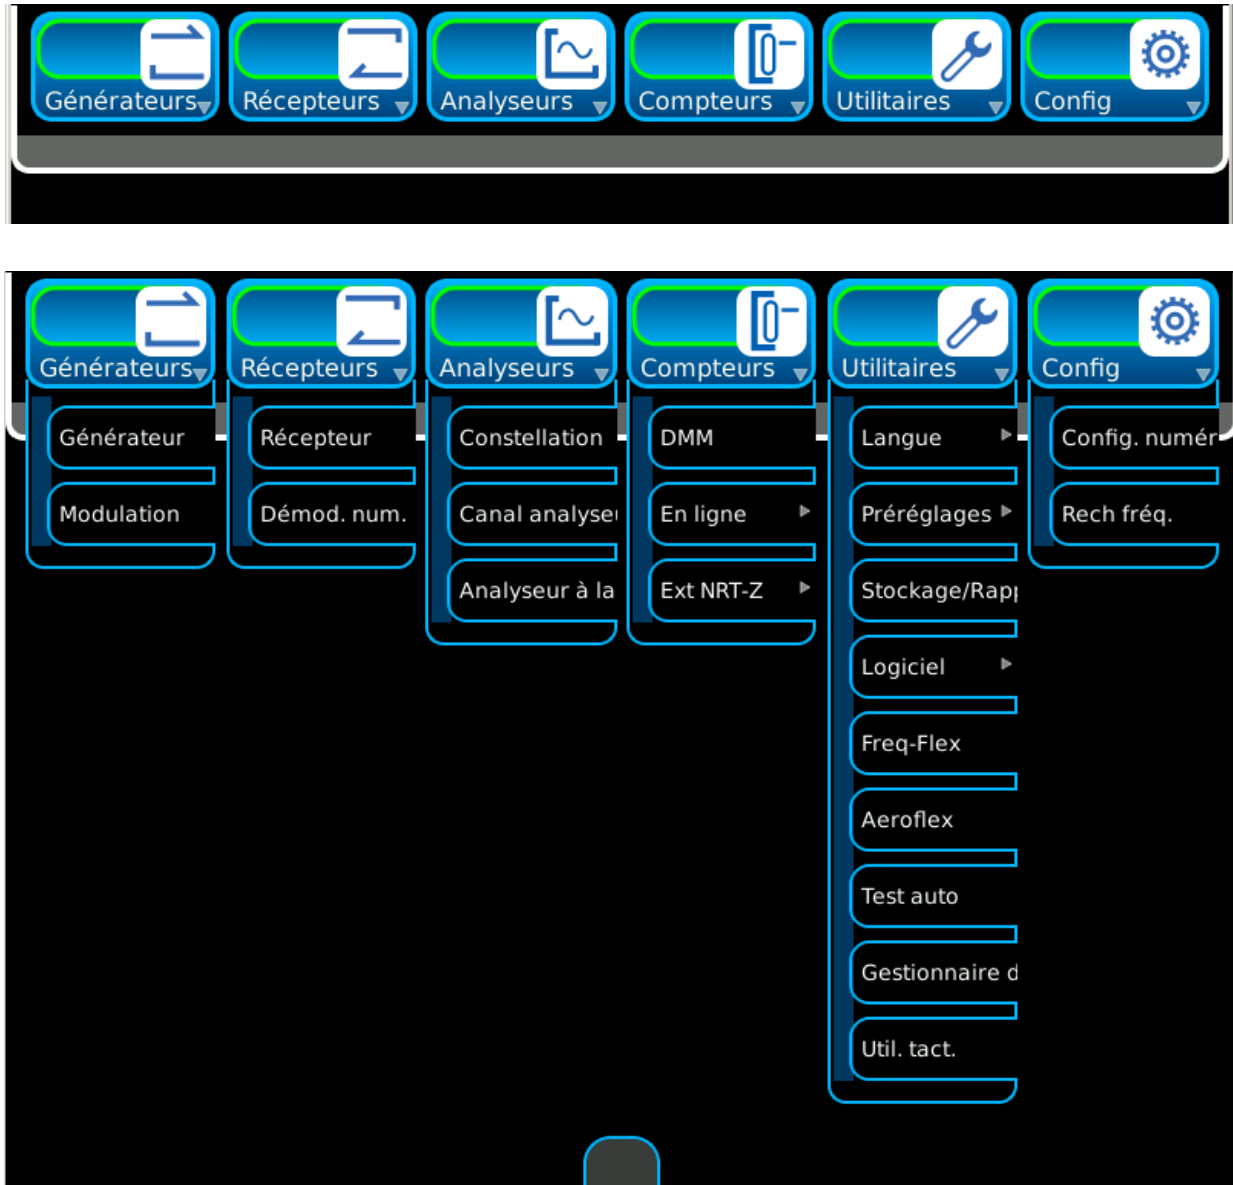 Générateurs Récepteurs Analyseurs Compteurs Utilitaires Config
Générateurs Récepteurs Analyseurs Compteurs Utilitaires Config
Générateur Récepteur Constellation DMM Langue Config. numér
Modulation Démod. num. Canal analyse En ligne Préréglages Rech fréq.
Analyseur à la Ext NRT-Z Stockage/Rapp
Logiciel
Freq-Flex
Aeroflex
Test auto
Gestionnaire d
Util. tact.